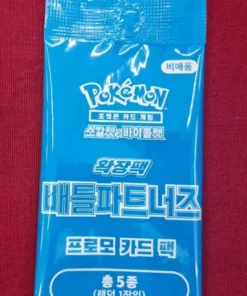 비매품
POKÉMON
포켓몬 카드 게임
스칼렛&바이올렛
확장팩
배틀파트너즈
프로모 카드 팩
총 5종
(랜덤 1장입)